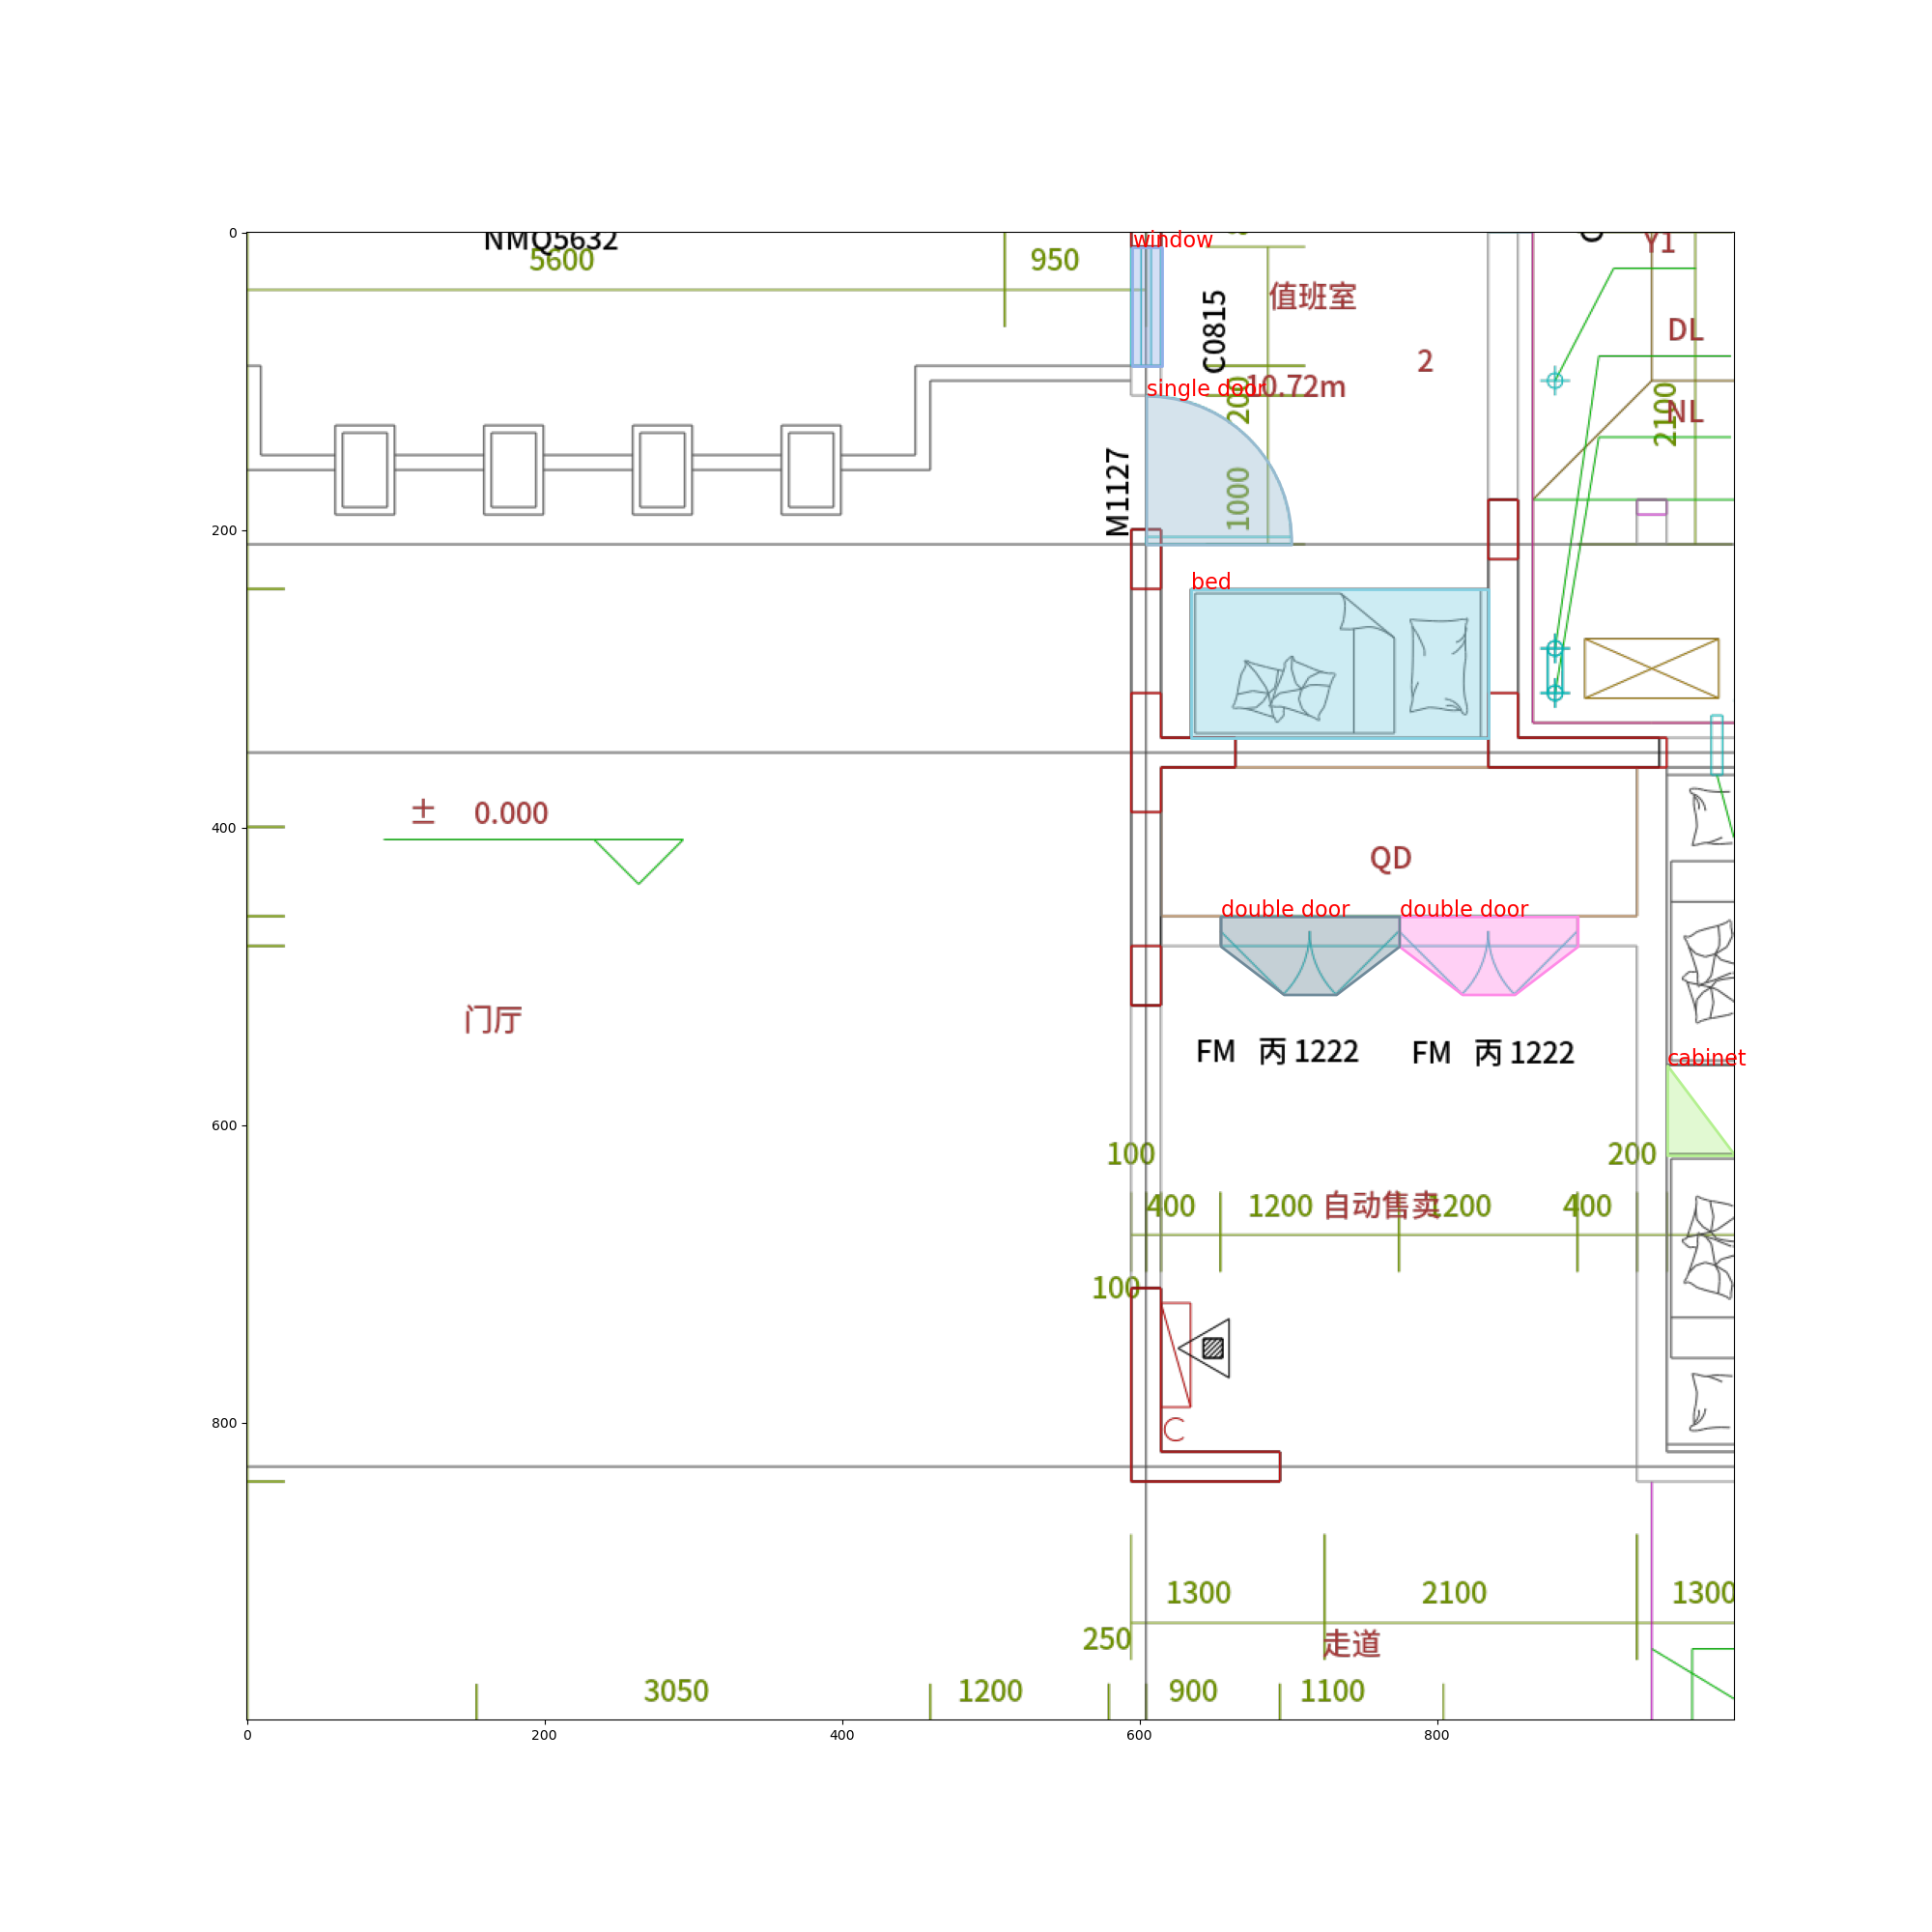 NMQ5632
5600
950
window
C0815
值班室
2
10.72m
single door
200
1000
M1127
Y1
DL
NL
2100
bed
± 0.000
QD
double door
double door
门厅
FM 丙 1222
FM 丙 1222
cabinet
100
200
400
1200
自动售卖
1200
400
100
C
1300
2100
1300
250
走道
3050
1200
900
1100
0
200
400
600
800
0
200
400
600
800